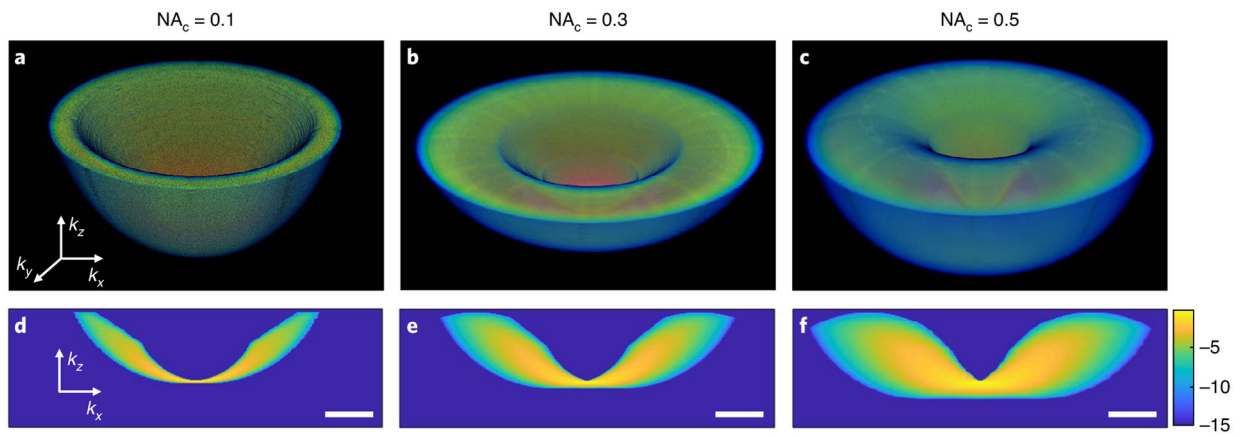 NAc = 0.1
NAc = 0.3
NAc = 0.5
a
b
c
kz
ky
kx
d
e
f
kz
kx
−5
−10
−15